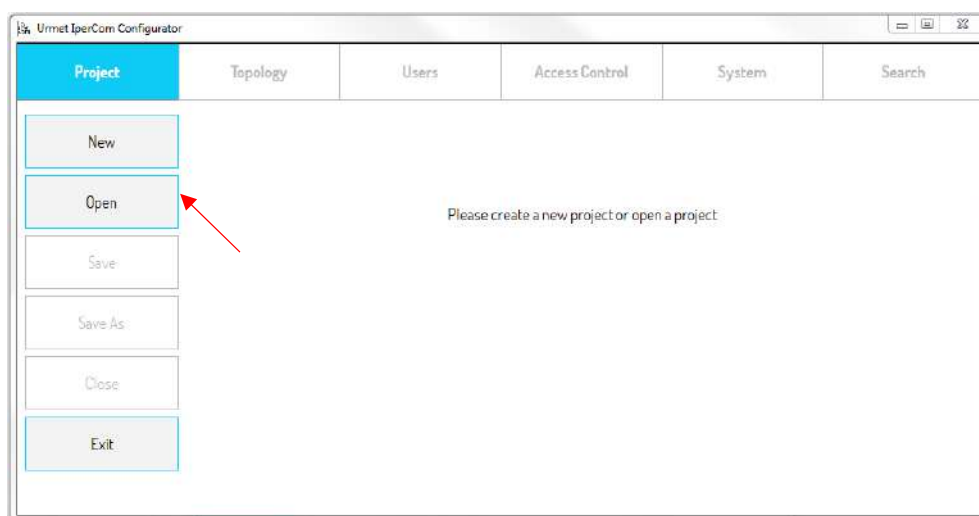 Urmet IperCom Configurator
Project Topology Users Access Control System Search
New
Open
Please create a new project or open a project
Save
Save As
Close
Exit